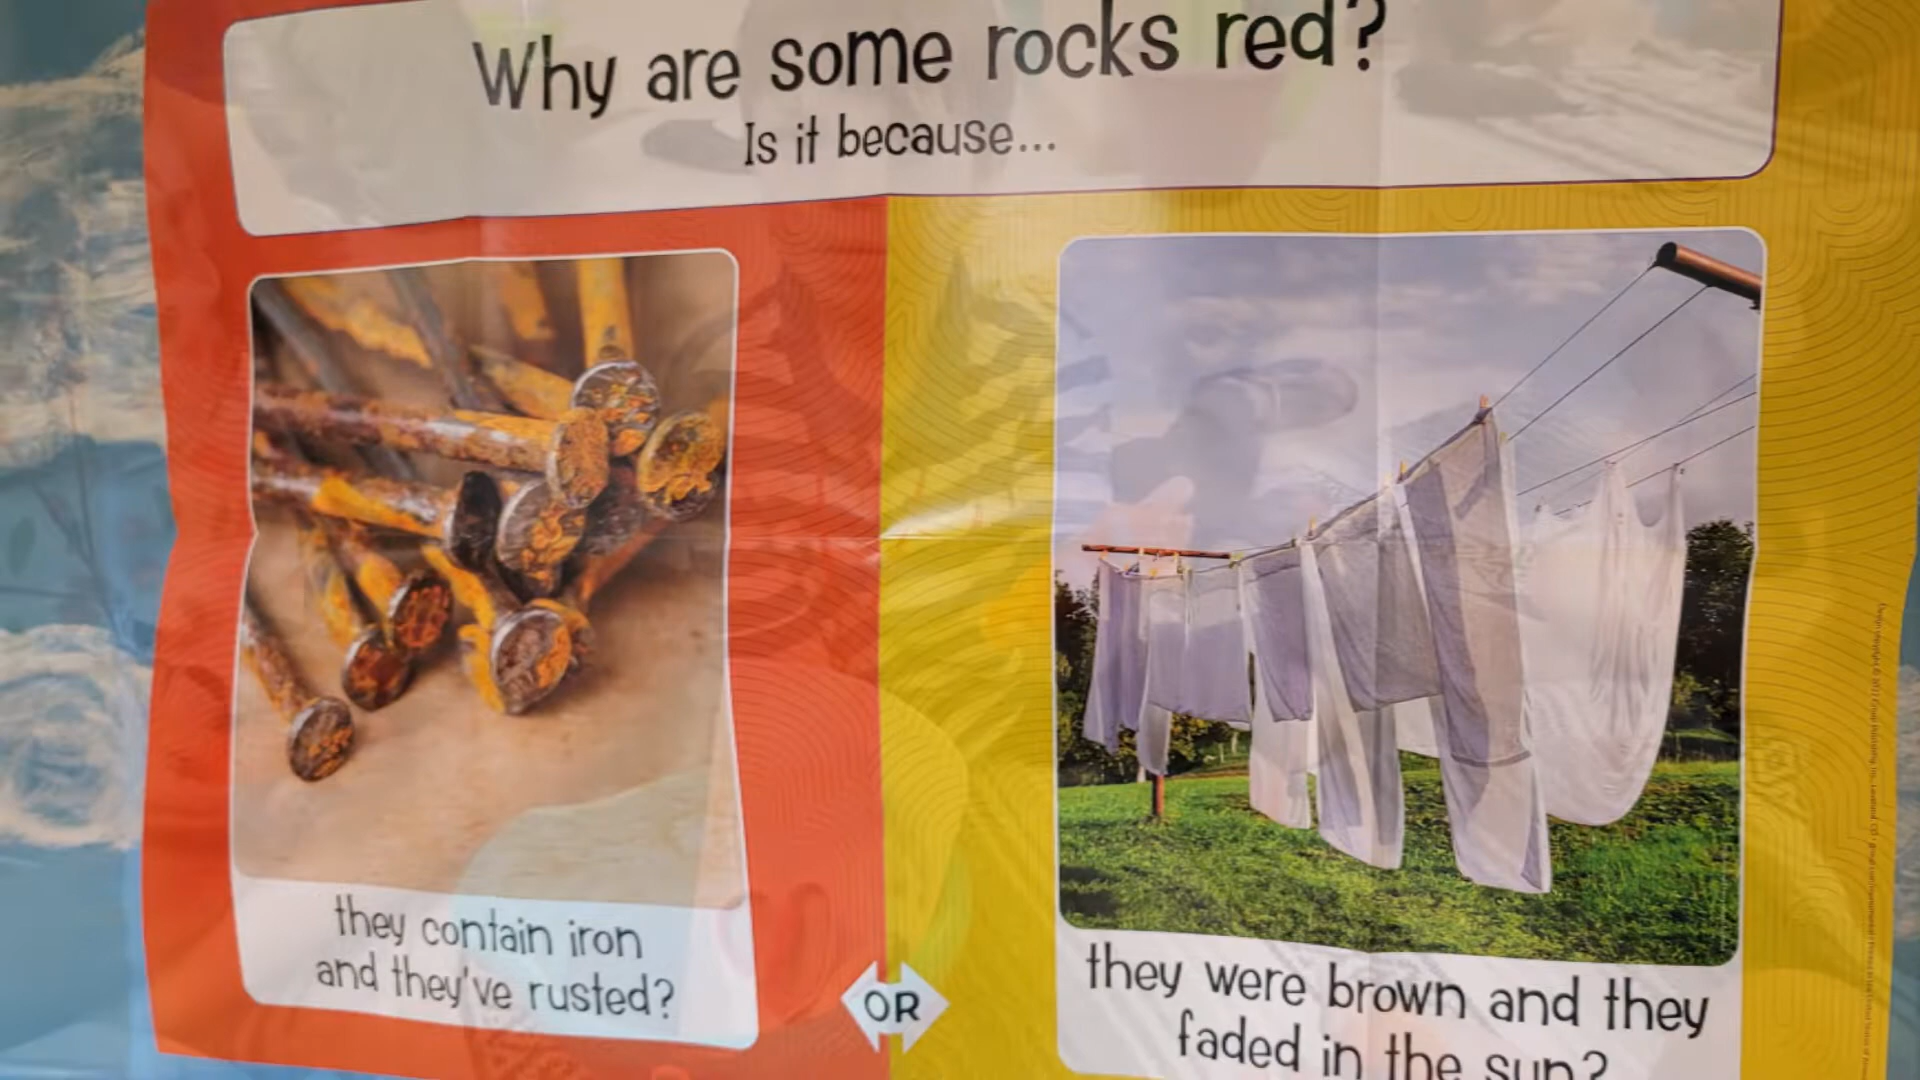 Why are some rocks red?
Is it because...
they contain iron
and they've rusted?
OR
they were brown and they
faded in the sun?